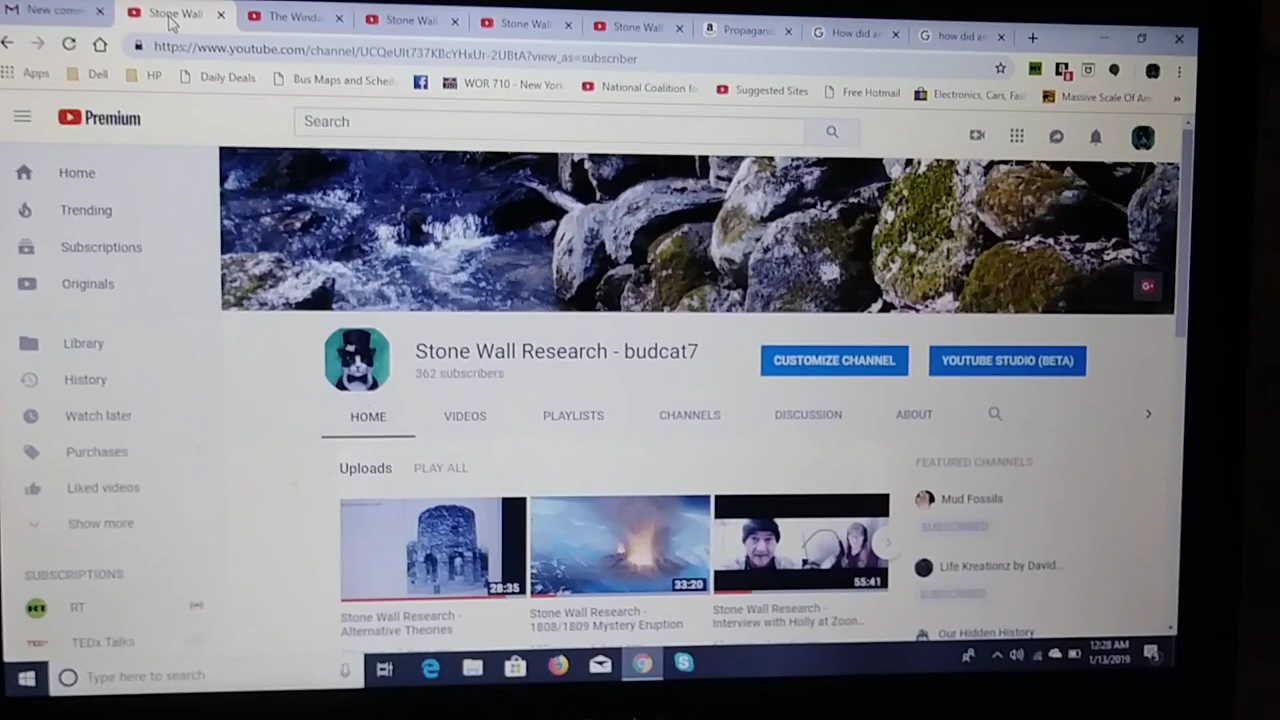 New com
Stone Wall
The Wind
Stone Wall
Stone Wall
Stone Wall
Propagan
How did a
how did a
https://www.youtube.com/channel/UCQeUIt737KBcYHxUr-2UBtA?view_as=subscriber
Apps
Dell
HP
Daily Deals
Bus Maps and Sched
WOR 710 - New York
National Coalition fo
Suggested Sites
Free Hotmail
Electronics, Cars, Fas
Massive Scale Of
Premium
Search
Home
Trending
Subscriptions
Originals
Library
History
Watch later
Purchases
Liked videos
Show more
SUBSCRIPTIONS
RT
TEDx Talks
Stone Wall Research - budcat7
362 subscribers
CUSTOMIZE CHANNEL
YOUTUBE STUDIO (BETA)
HOME
VIDEOS
PLAYLISTS
CHANNELS
DISCUSSION
ABOUT
Uploads
PLAY ALL
28:35
Stone Wall Research -
Alternative Theories
33:20
Stone Wall Research -
1808/1809 Mystery Eruption
55:41
Stone Wall Research -
Interview with Holly at Zoon...
FEATURED CHANNELS
Mud Fossils
SUBSCRIBED
Life Kreationz by David...
SUBSCRIBED
Our Hidden History
Type here to search
12:28 AM
1/13/2019